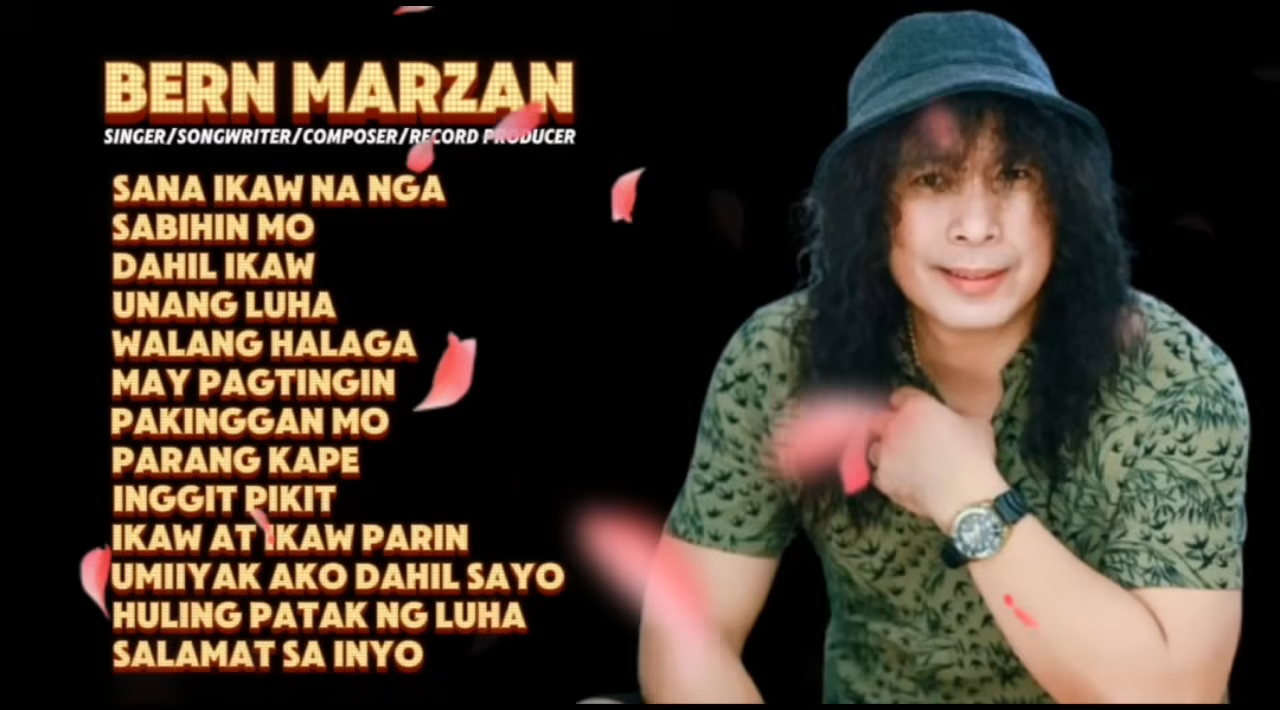 BERN MARZAN
SINGER/SONGWRITER/COMPOSER/RECORD PRODUCER
SANA IKAW NA NGA
SABIHIN MO
DAHIL IKAW
UNANG LUHA
WALANG HALAGA
MAY PAGTINGIN
PAKINGGAN MO
PARANG KAPE
INGGIT PIKIT
IKAW AT IKAW PARIN
UMIIYAK AKO DAHIL SAYO
HULING PATAK NG LUHA
SALAMAT SA INYO